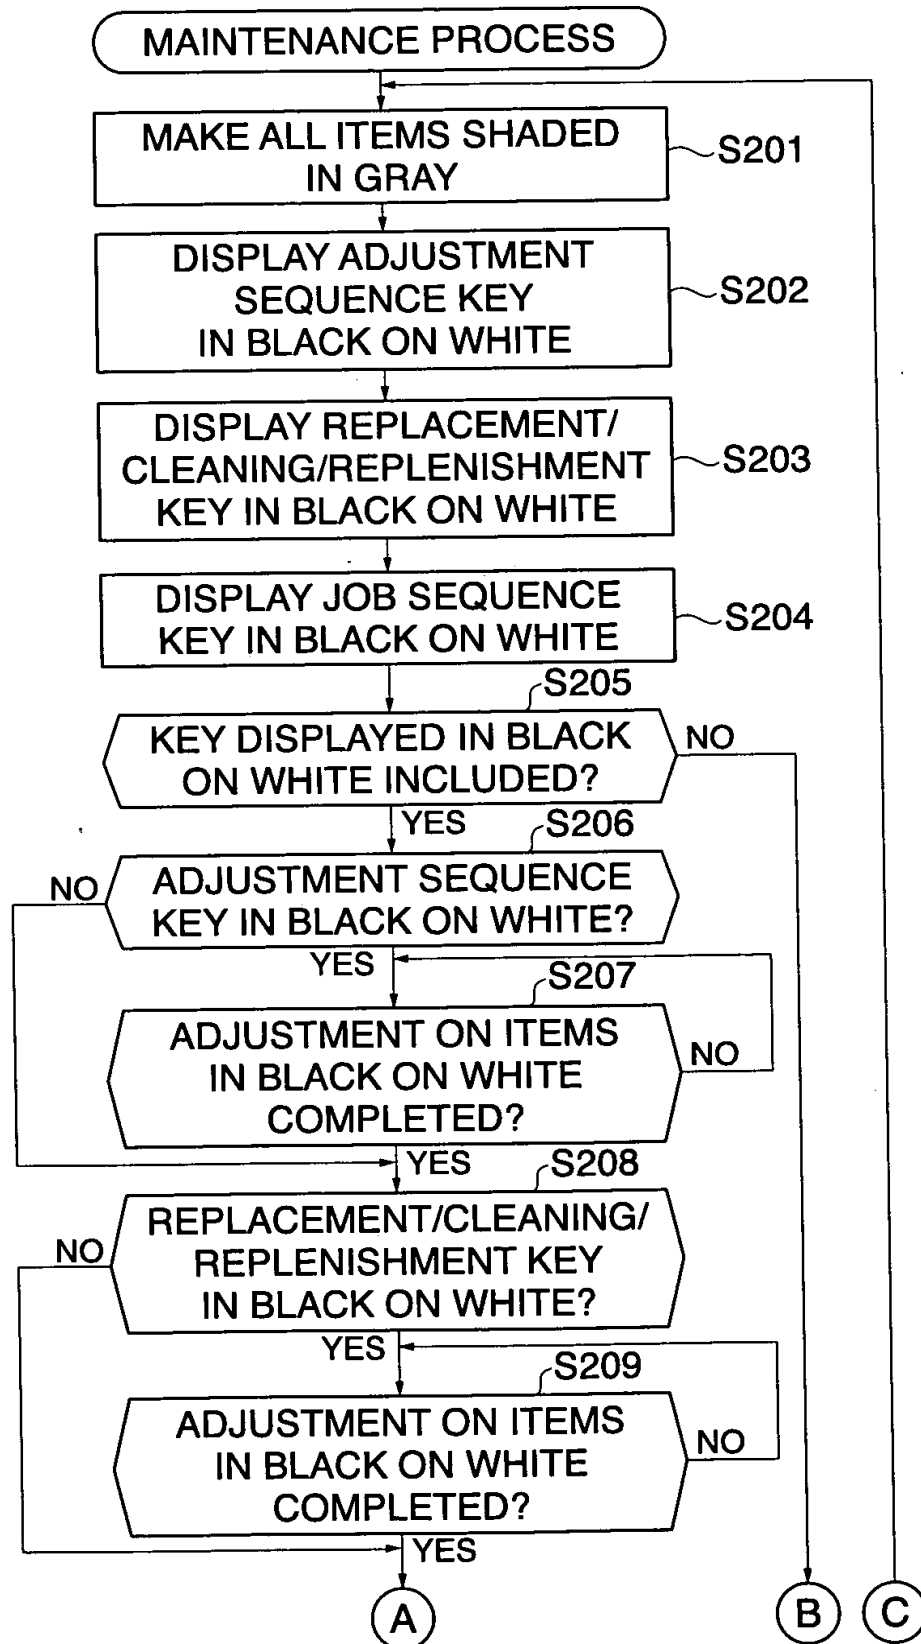 MAINTENANCE PROCESS
MAKE ALL ITEMS SHADED
IN GRAY
S201
DISPLAY ADJUSTMENT
SEQUENCE KEY
IN BLACK ON WHITE
S202
DISPLAY REPLACEMENT/
CLEANING/REPLENISHMENT
KEY IN BLACK ON WHITE
S203
DISPLAY JOB SEQUENCE
KEY IN BLACK ON WHITE
S204
S205
KEY DISPLAYED IN BLACK
ON WHITE INCLUDED?
NO
YES
S206
NO
ADJUSTMENT SEQUENCE
KEY IN BLACK ON WHITE?
YES
S207
ADJUSTMENT ON ITEMS
IN BLACK ON WHITE
COMPLETED?
NO
YES
S208
NO
REPLACEMENT/CLEANING/
REPLENISHMENT KEY
IN BLACK ON WHITE?
YES
S209
ADJUSTMENT ON ITEMS
IN BLACK ON WHITE
COMPLETED?
NO
YES
A
B
C